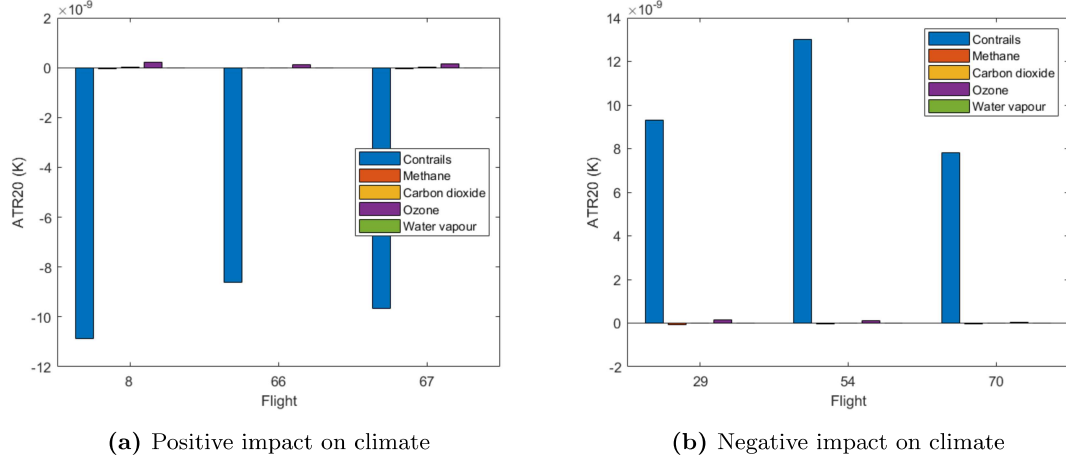 ×10⁻⁹
2
0
-2
-4
-6
-8
-10
-12
ATR20 (K)
Contrails
Methane
Carbon dioxide
Ozone
Water vapour
8 66 67
Flight
(a) Positive impact on climate
×10⁻⁹
14
12
10
8
6
4
2
0
-2
ATR20 (K)
Contrails
Methane
Carbon dioxide
Ozone
Water vapour
29 54 70
Flight
(b) Negative impact on climate